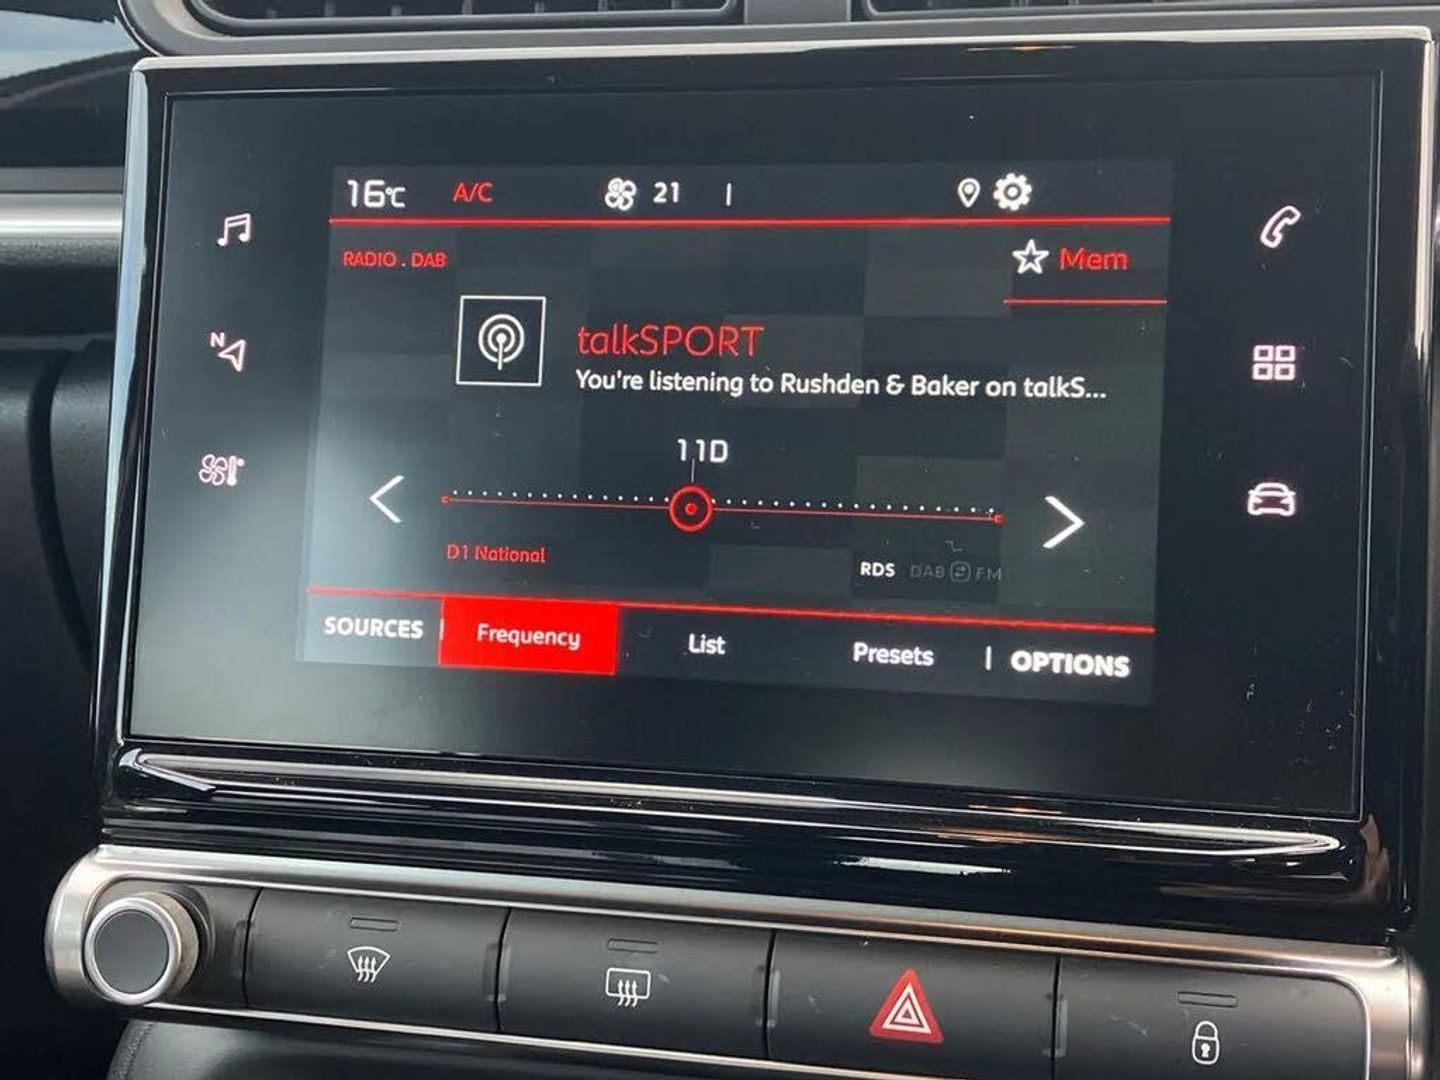 16°C A/C 21 |
RADIO . DAB
Mem
talkSPORT
You're listening to Rushden & Baker on talkS...
11D
N
D1 National
RDS DAB FM
SOURCES | Frequency List Presets | OPTIONS